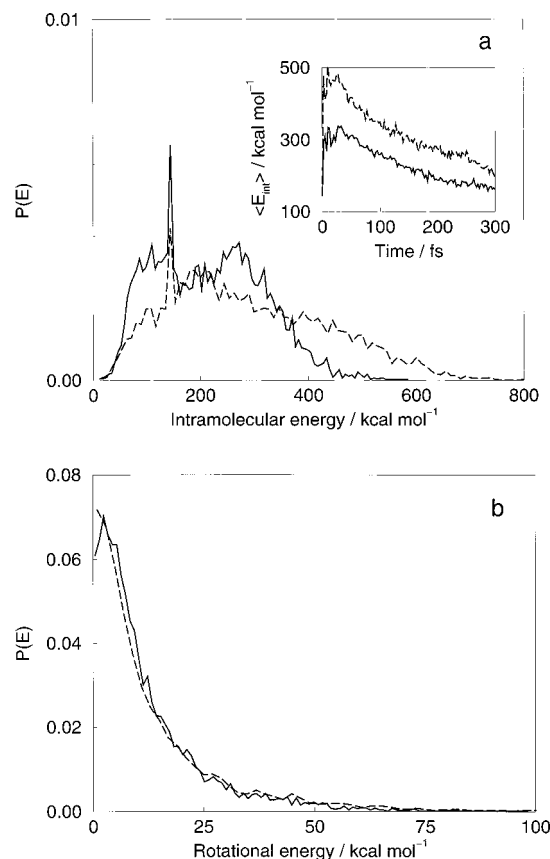 0.01
a
500
300
100
<E_int> / kcal mol⁻¹
0 100 200 300
Time / fs
P(E)
0.00
0 200 400 600 800
Intramolecular energy / kcal mol⁻¹
0.08
b
0.06
0.04
P(E)
0.02
0.00
0 25 50 75 100
Rotational energy / kcal mol⁻¹